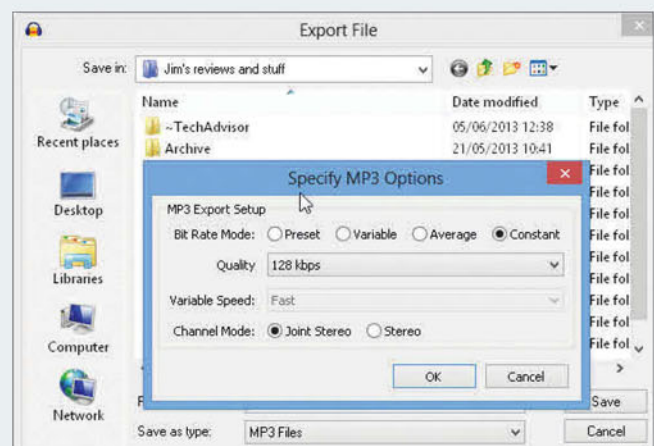 Export File
Save in: Jim's reviews and stuff
Name Date modified Type
~TechAdvisor 05/06/2013 12:38 File fol
Archive 21/05/2013 10:41 File fol
Recent places
Desktop
Libraries
Computer
Network
File fol
File fol
File fol
File fol
File fol
File fol
File fol
File fol
File fol
Specify MP3 Options
MP3 Export Setup
Bit Rate Mode: Preset Variable Average Constant
Quality 128 kbps
Variable Speed: Fast
Channel Mode: Joint Stereo Stereo
OK Cancel
Save
Save as type: MP3 Files Cancel